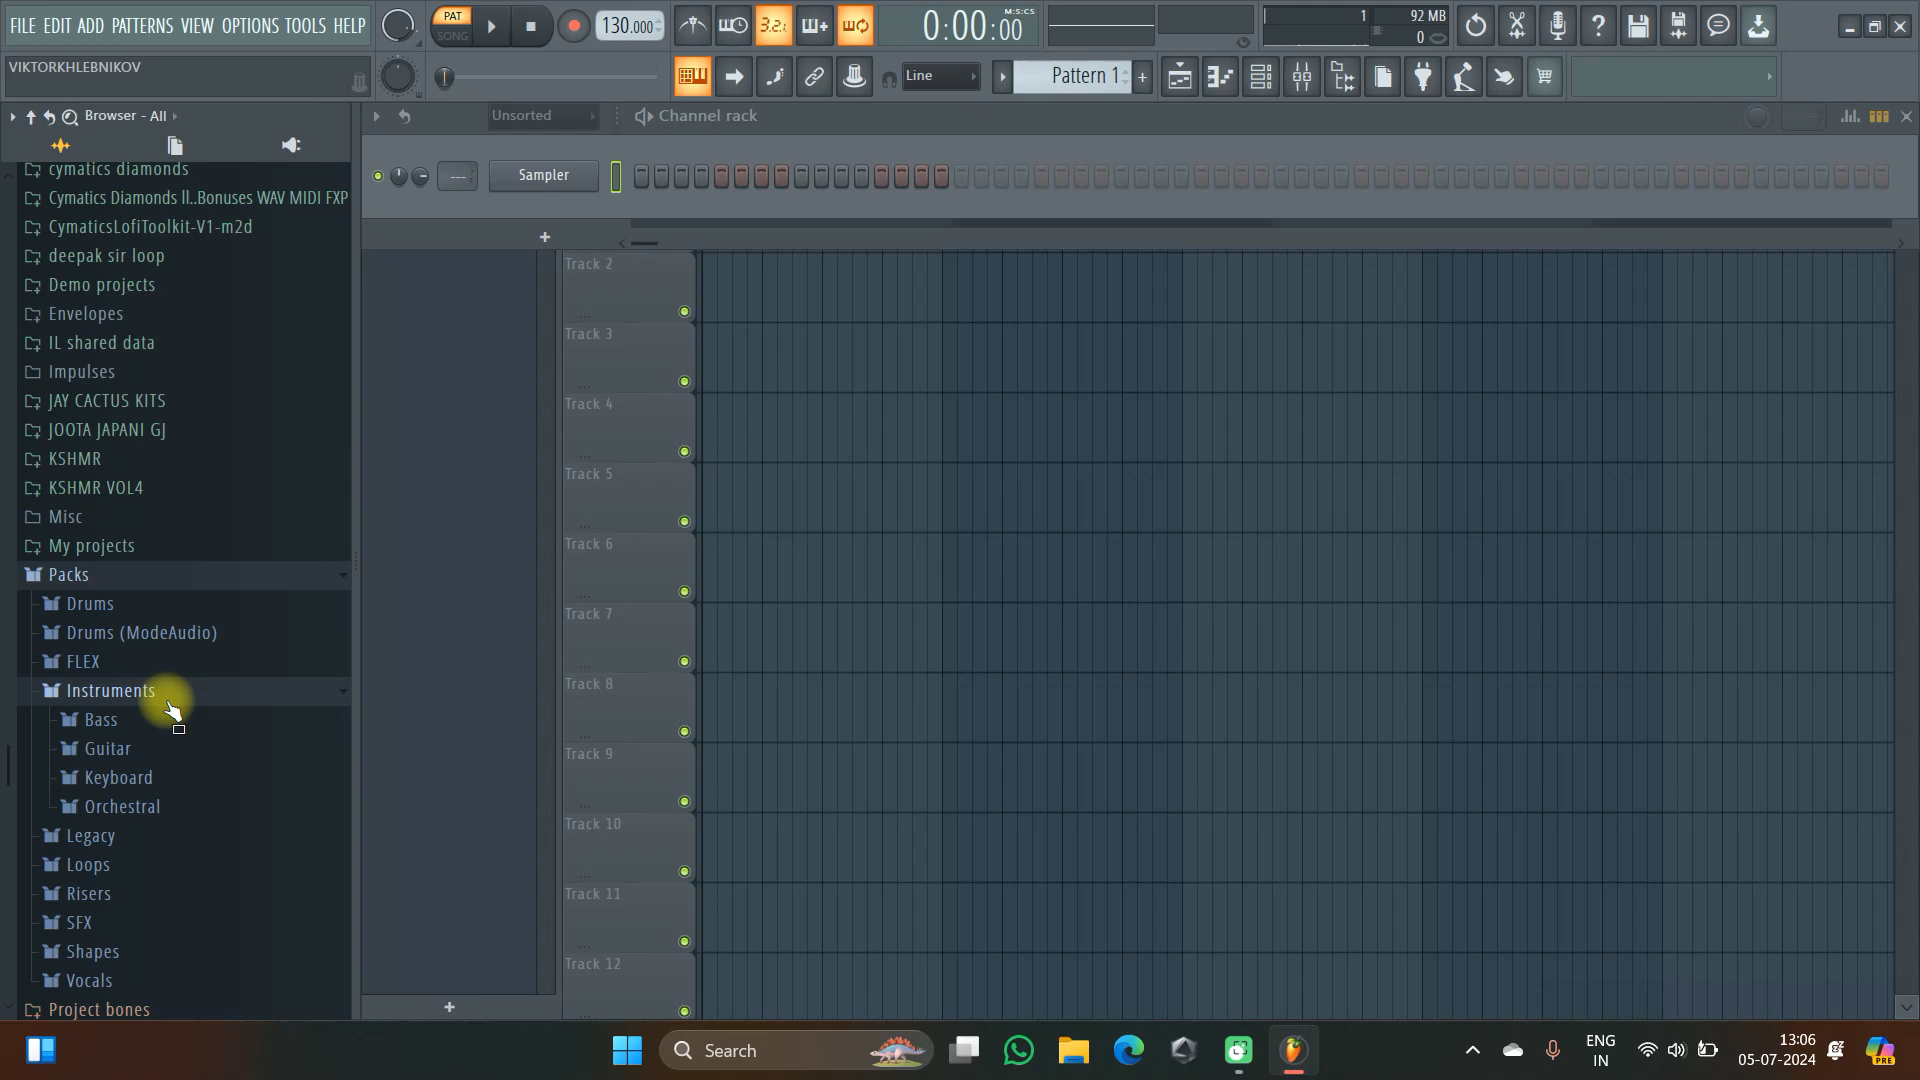 FILE EDIT ADD PATTERNS VIEW OPTIONS TOOLS HELP
PAT
SONG
130.000
3.2.
0:00:00
M:S:CS
1
92 MB
0
VIKTORKHLEBNIKOV
Line
Pattern 1
Browser - All
Unsorted
Channel rack
Sampler
cymatics diamonds
Cymatics Diamonds ll..Bonuses WAV MIDI FXP
CymaticsLofiToolkit-V1-m2d
deepak sir loop
Demo projects
Envelopes
IL shared data
Impulses
JAY CACTUS KITS
JOOTA JAPANI GJ
KSHMR
KSHMR VOL4
Misc
My projects
Packs
Drums
Drums (ModeAudio)
FLEX
Instruments
Bass
Guitar
Keyboard
Orchestral
Legacy
Loops
Risers
SFX
Shapes
Vocals
Project bones
Track 2
Track 3
Track 4
Track 5
Track 6
Track 7
Track 8
Track 9
Track 10
Track 11
Track 12
Search
ENG
IN
13:06
05-07-2024
PRE